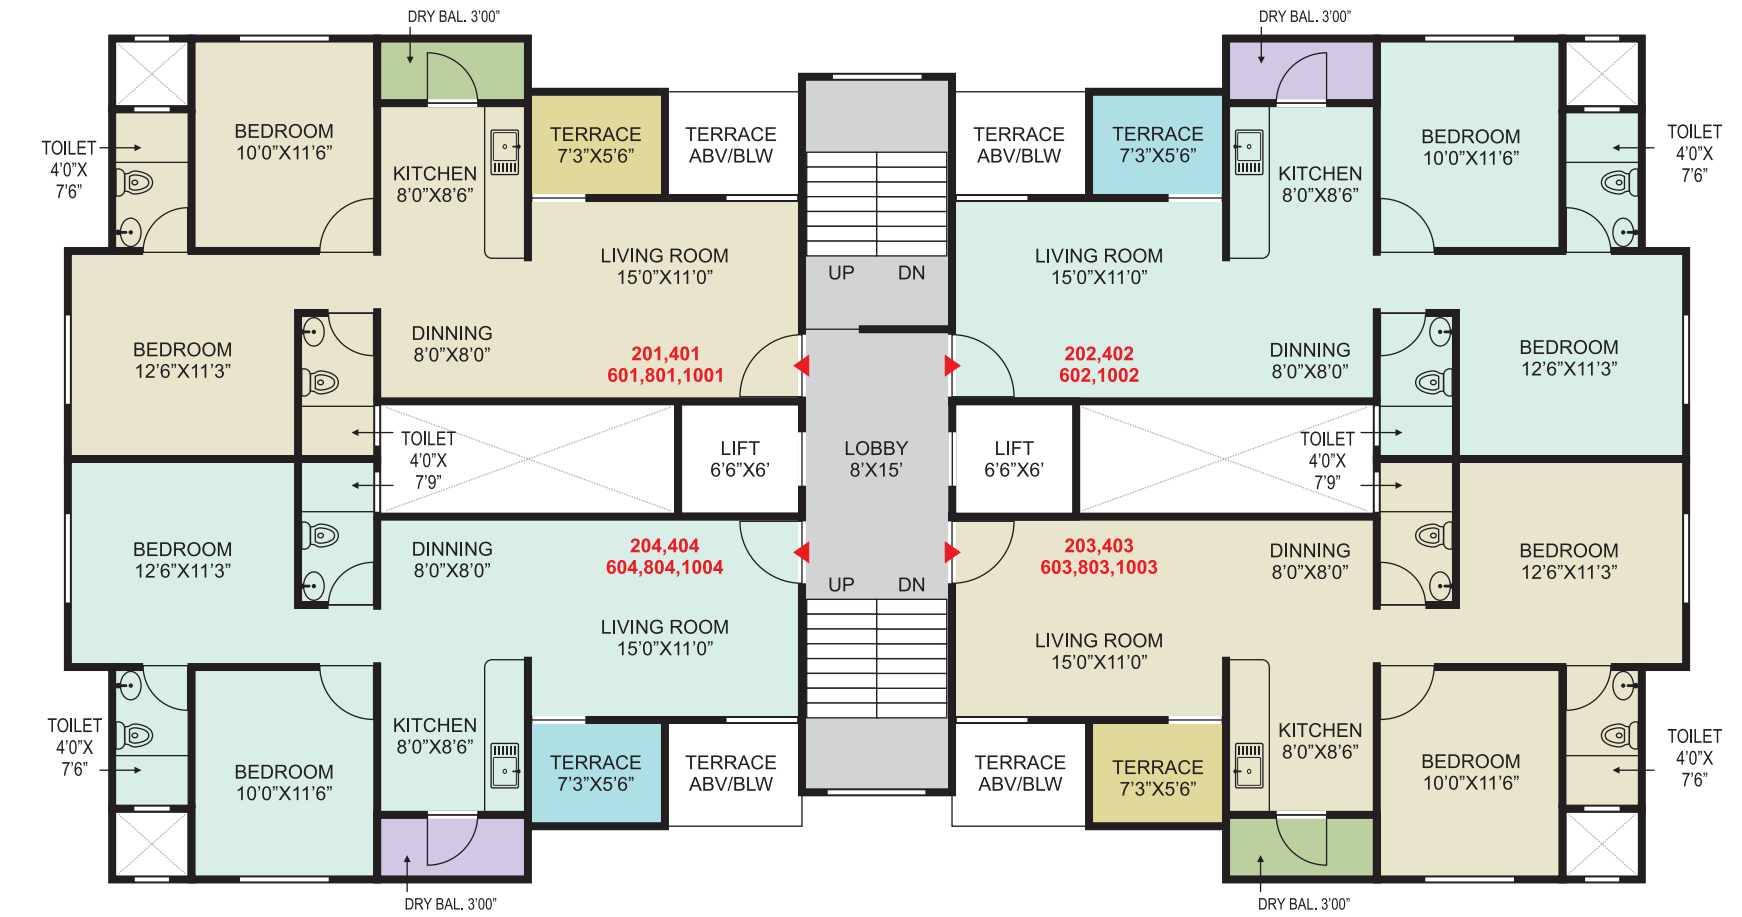 DRY BAL. 3'00"
DRY BAL. 3'00"
TOILET
4'0"X
7'6"
BEDROOM
10'0"X11'6"
KITCHEN
8'0"X8'6"
TERRACE
7'3"X5'6"
TERRACE
ABV/BLW
TERRACE
ABV/BLW
TERRACE
7'3"X5'6"
KITCHEN
8'0"X8'6"
BEDROOM
10'0"X11'6"
TOILET
4'0"X
7'6"
LIVING ROOM
15'0"X11'0"
UP
DN
LIVING ROOM
15'0"X11'0"
BEDROOM
12'6"X11'3"
DINNING
8'0"X8'0"
201,401
601,801,1001
202,402
602,1002
DINNING
8'0"X8'0"
BEDROOM
12'6"X11'3"
TOILET
4'0"X
7'9"
LIFT
6'6"X6'
LOBBY
8'X15'
LIFT
6'6"X6'
TOILET
4'0"X
7'9"
BEDROOM
12'6"X11'3"
DINNING
8'0"X8'0"
204,404
604,804,1004
203,403
603,803,1003
DINNING
8'0"X8'0"
BEDROOM
12'6"X11'3"
UP
DN
LIVING ROOM
15'0"X11'0"
LIVING ROOM
15'0"X11'0"
TOILET
4'0"X
7'6"
BEDROOM
10'0"X11'6"
KITCHEN
8'0"X8'6"
TERRACE
7'3"X5'6"
TERRACE
ABV/BLW
TERRACE
ABV/BLW
TERRACE
7'3"X5'6"
KITCHEN
8'0"X8'6"
BEDROOM
10'0"X11'6"
TOILET
4'0"X
7'6"
DRY BAL. 3'00"
DRY BAL. 3'00"